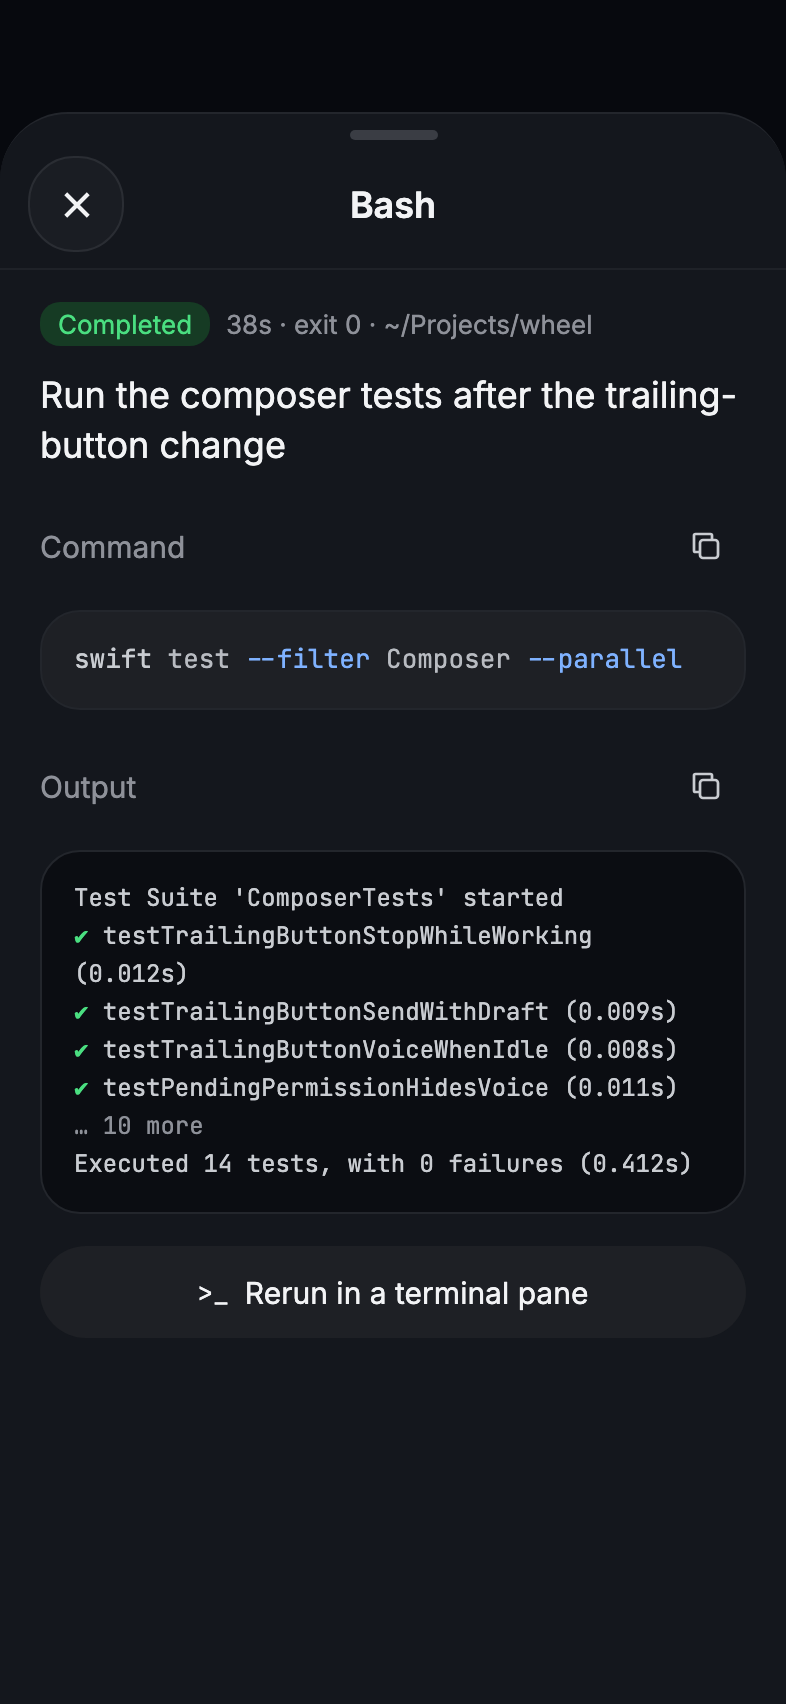 Bash
Completed 38s · exit 0 · ~/Projects/wheel
Run the composer tests after the trailing-
button change
Command
swift test --filter Composer --parallel
Output
Test Suite 'ComposerTests' started
✔ testTrailingButtonStopWhileWorking
(0.012s)
✔ testTrailingButtonSendWithDraft (0.009s)
✔ testTrailingButtonVoiceWhenIdle (0.008s)
✔ testPendingPermissionHidesVoice (0.011s)
… 10 more
Executed 14 tests, with 0 failures (0.412s)
>_ Rerun in a terminal pane